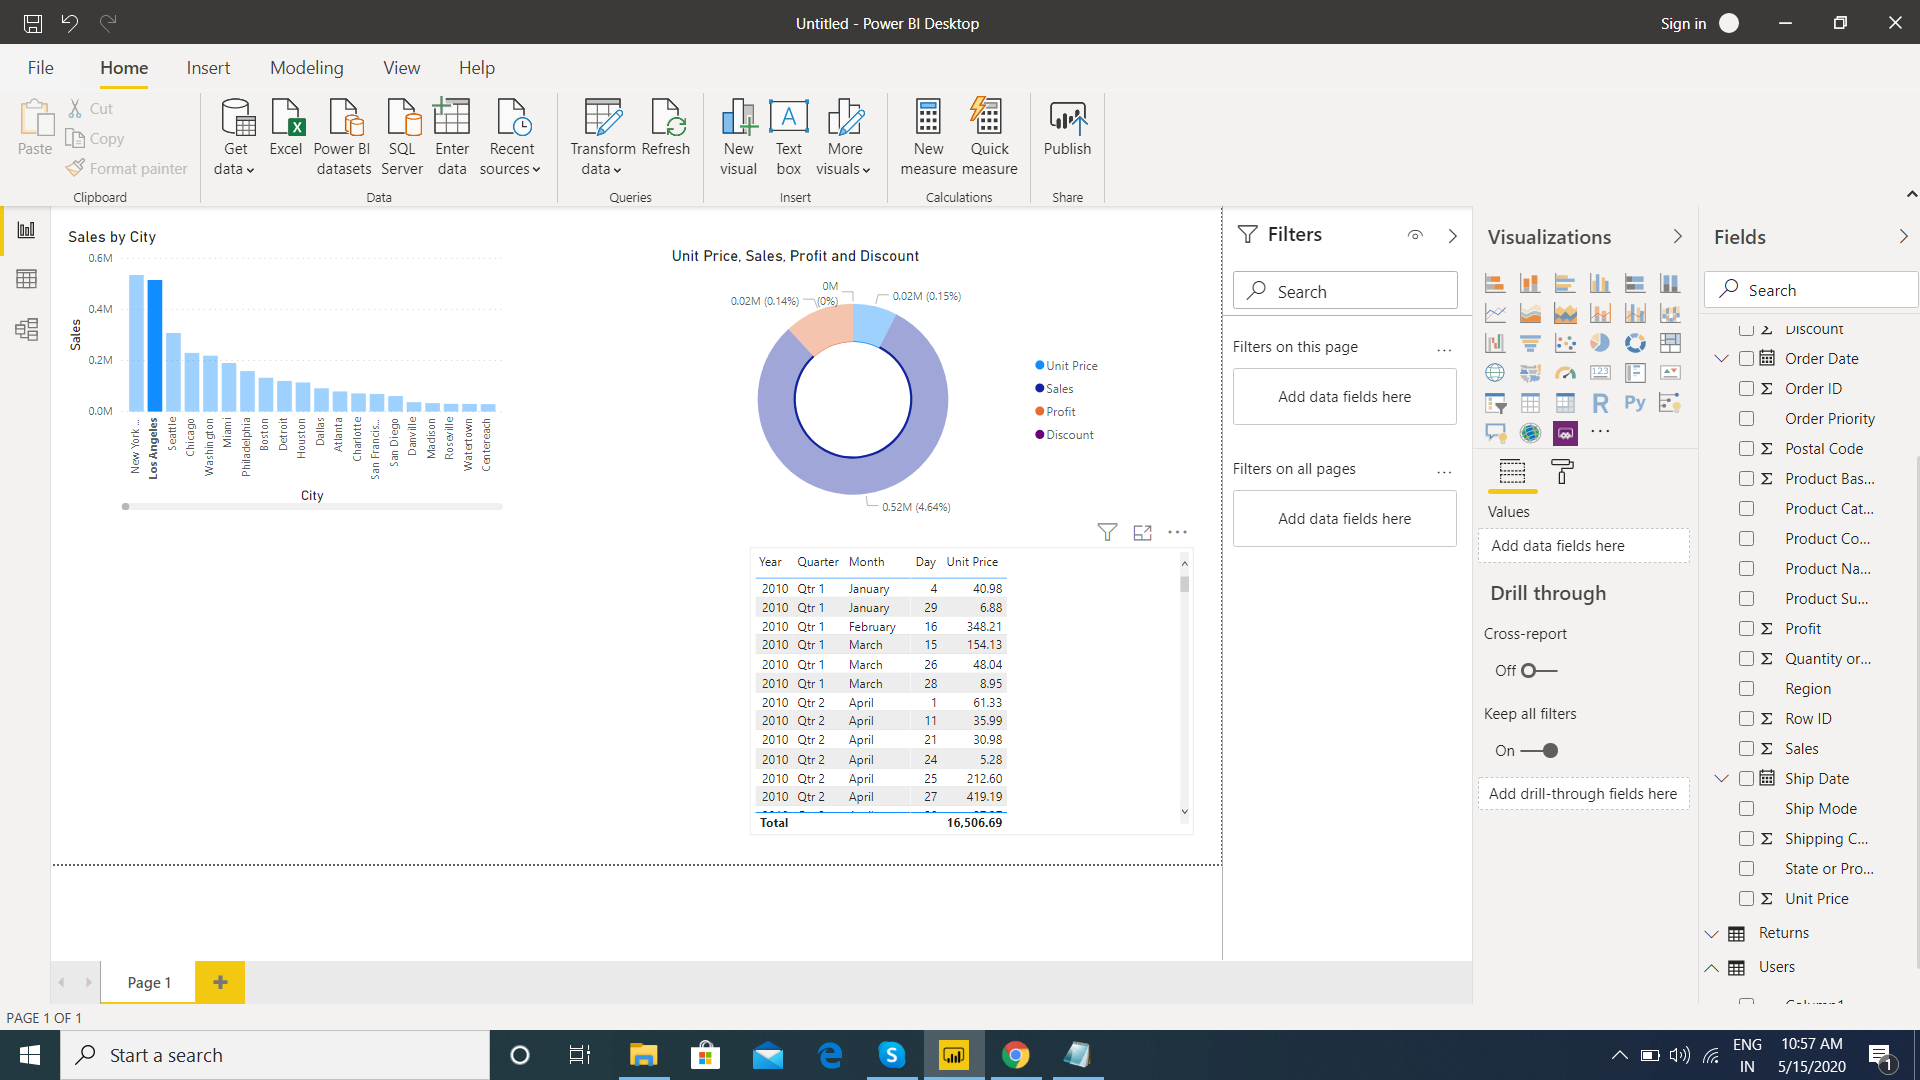 Untitled - Power BI Desktop
Sign in
File Home Insert Modeling View Help
Paste
Cut
Copy
Format painter
Clipboard
Get data
Excel
Power BI datasets
SQL Server
Enter data
Recent sources
Data
Transform data
Refresh
Queries
New visual
Text box
More visuals
Insert
New measure
Quick measure
Calculations
Publish
Share
Sales by City
0.6M
0.4M
0.2M
0.0M
Sales
New York ...
Los Angeles
Seattle
Chicago
Washington
Miami
Philadelphia
Boston
Detroit
Houston
Dallas
Atlanta
Charlotte
San Francis...
San Diego
Danville
Madison
Roseville
Watertown
Centereach
City
Unit Price, Sales, Profit and Discount
0M
(0%)
0.02M (0.14%)
0.02M (0.15%)
0.52M (4.64%)
Unit Price
Sales
Profit
Discount
Year Quarter Month Day Unit Price
2010 Qtr 1 January 4 40.98
2010 Qtr 1 January 29 6.88
2010 Qtr 1 February 16 348.21
2010 Qtr 1 March 15 154.13
2010 Qtr 1 March 26 48.04
2010 Qtr 1 March 28 8.95
2010 Qtr 2 April 1 61.33
2010 Qtr 2 April 11 35.99
2010 Qtr 2 April 21 30.98
2010 Qtr 2 April 24 5.28
2010 Qtr 2 April 25 212.60
2010 Qtr 2 April 27 419.19
Total 16,506.69
Filters
Search
Filters on this page ...
Add data fields here
Filters on all pages ...
Add data fields here
Visualizations
123
R
Py
...
Values
Add data fields here
Drill through
Cross-report
Off
Keep all filters
On
Add drill-through fields here
Fields
Search
Discount
Order Date
Σ Order ID
Order Priority
Σ Postal Code
Σ Product Bas...
Product Cat...
Product Co...
Product Na...
Product Su...
Σ Profit
Σ Quantity or...
Region
Σ Row ID
Σ Sales
Ship Date
Ship Mode
Σ Shipping C...
State or Pro...
Σ Unit Price
Returns
Users
Column1
Page 1
PAGE 1 OF 1
Start a search
ENG
IN
10:57 AM
5/15/2020
1